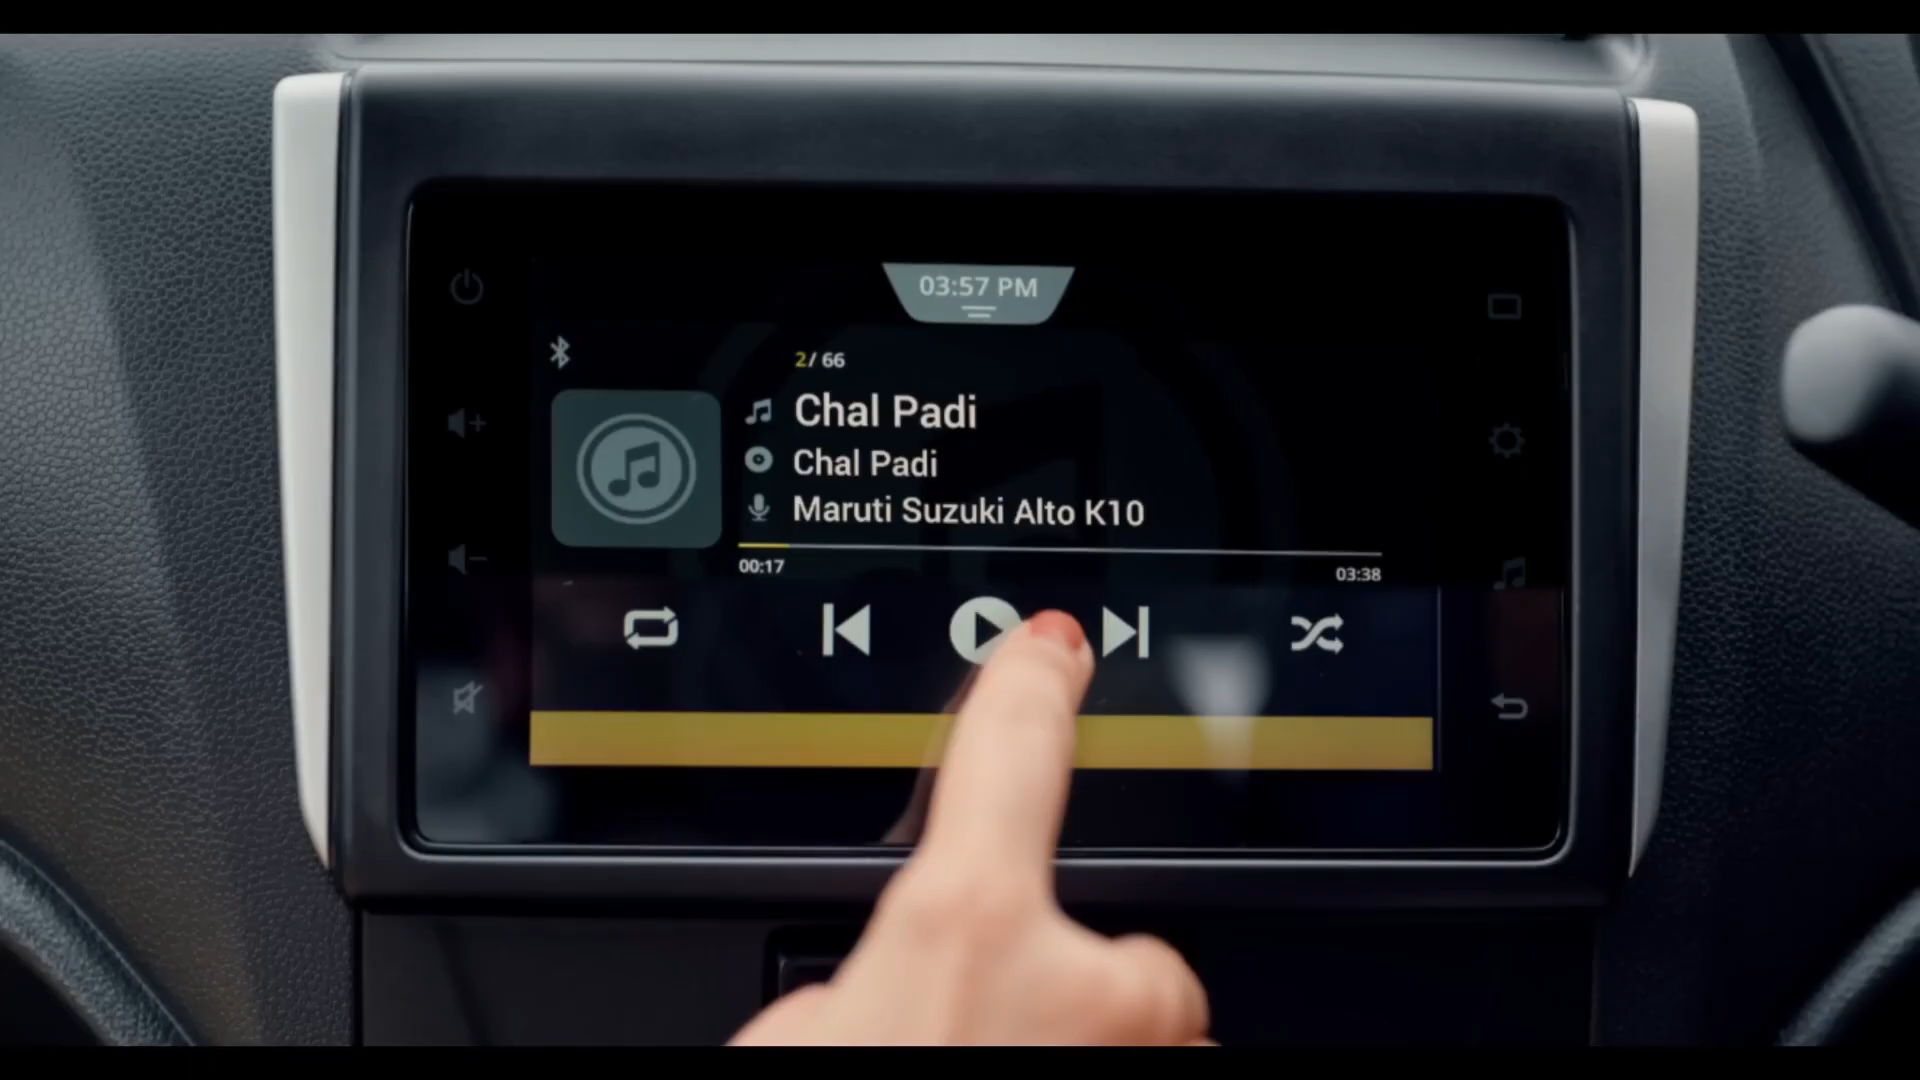 03:57 PM
2/ 66
Chal Padi
Chal Padi
Maruti Suzuki Alto K10
00:17
03:38